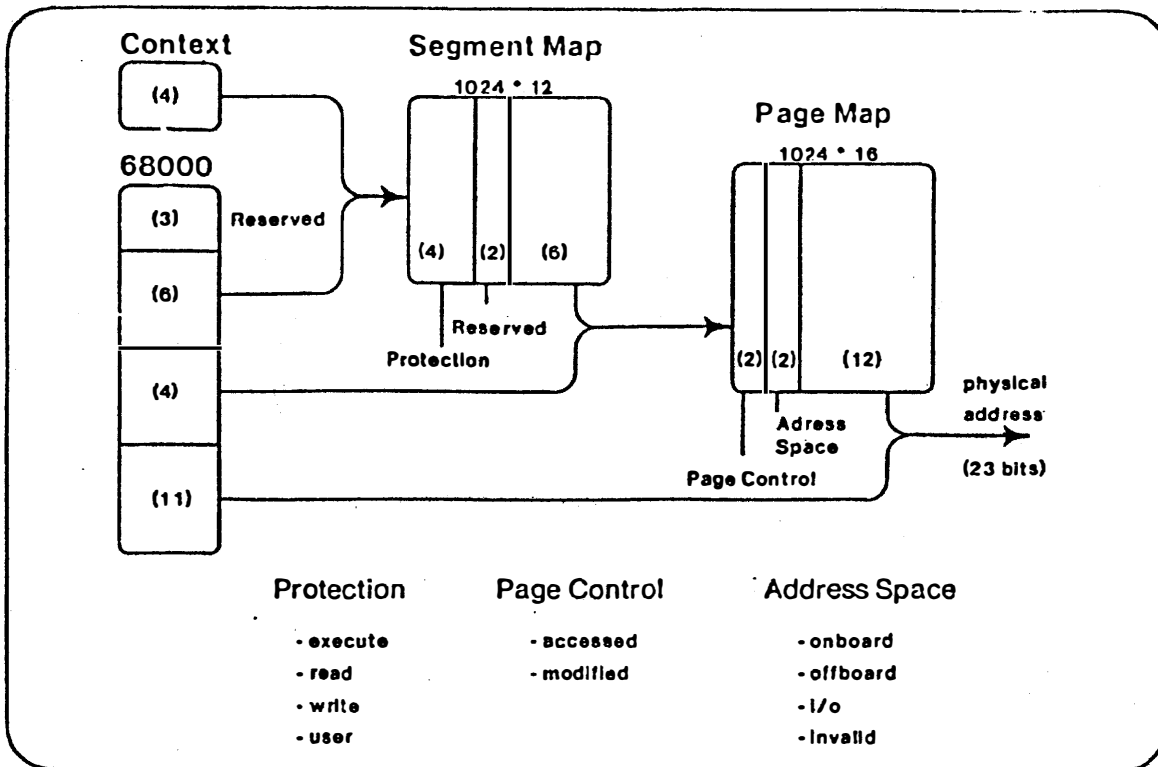 Context
(4)
68000
(3)
Reserved
(6)
(4)
(11)
Segment Map
1024 * 12
(4)
(2)
(6)
Reserved
Protection
Page Map
1024 * 16
(2)
(2)
(12)
Adress
Space
Page Control
physical
address
(23 bits)
Protection
- execute
- read
- write
- user
Page Control
- accessed
- modified
Address Space
- onboard
- offboard
- i/o
- invalid